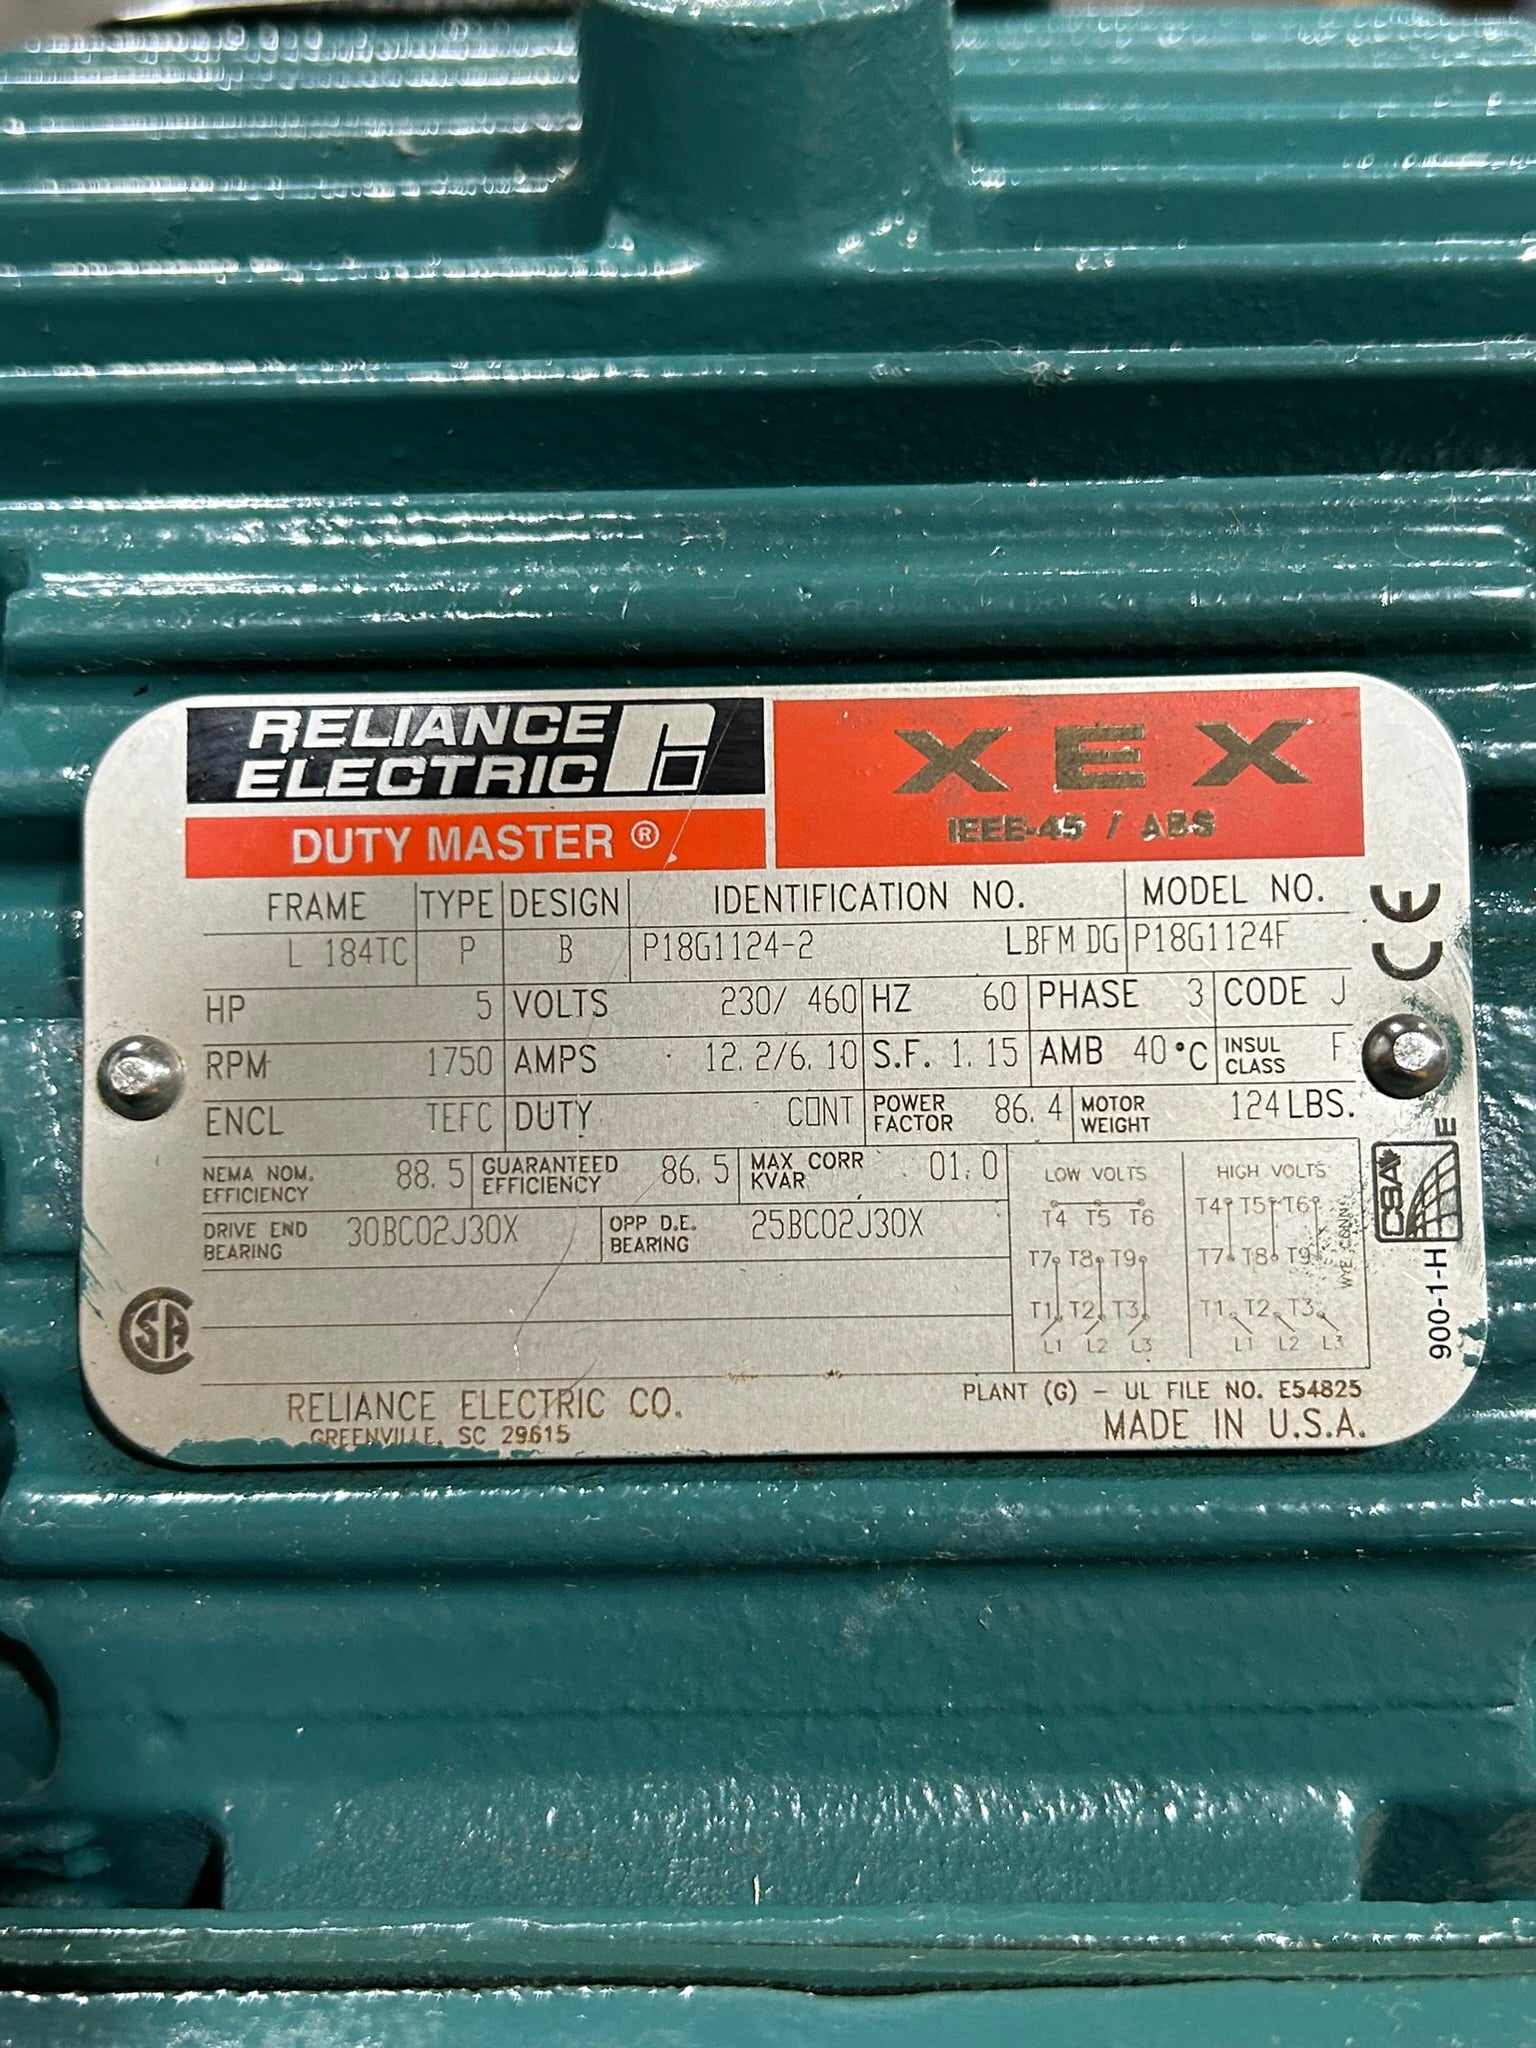 RELIANCE
ELECTRIC
DUTY MASTER ®
XEX
IEEE-45 / ABS
FRAME TYPE DESIGN IDENTIFICATION NO. MODEL NO.
L 184TC P B P18G1124-2 LBFM DG P18G1124F
HP 5 VOLTS 230/ 460 HZ 60 PHASE 3 CODE J
RPM 1750 AMPS 12.2/6.10 S.F. 1.15 AMB 40°C INSUL CLASS F
ENCL TEFC DUTY CONT POWER FACTOR 86.4 MOTOR WEIGHT 124 LBS.
NEMA NOM. EFFICIENCY 88.5 GUARANTEED EFFICIENCY 86.5 MAX CORR KVAR 01.0
DRIVE END BEARING 30BC02J30X OPP D.E. BEARING 25BC02J30X
LOW VOLTS
T4 T5 T6
T7 T8 T9
T1 T2 T3
L1 L2 L3
HIGH VOLTS
T4 T5 T6
T7 T8 T9
T1 T2 T3
L1 L2 L3
WYE CONN.
RELIANCE ELECTRIC CO.
GREENVILLE, SC 29615
PLANT (G) - UL FILE NO. E54825
MADE IN U.S.A.
CE
CSA
E
900-1-H
SA